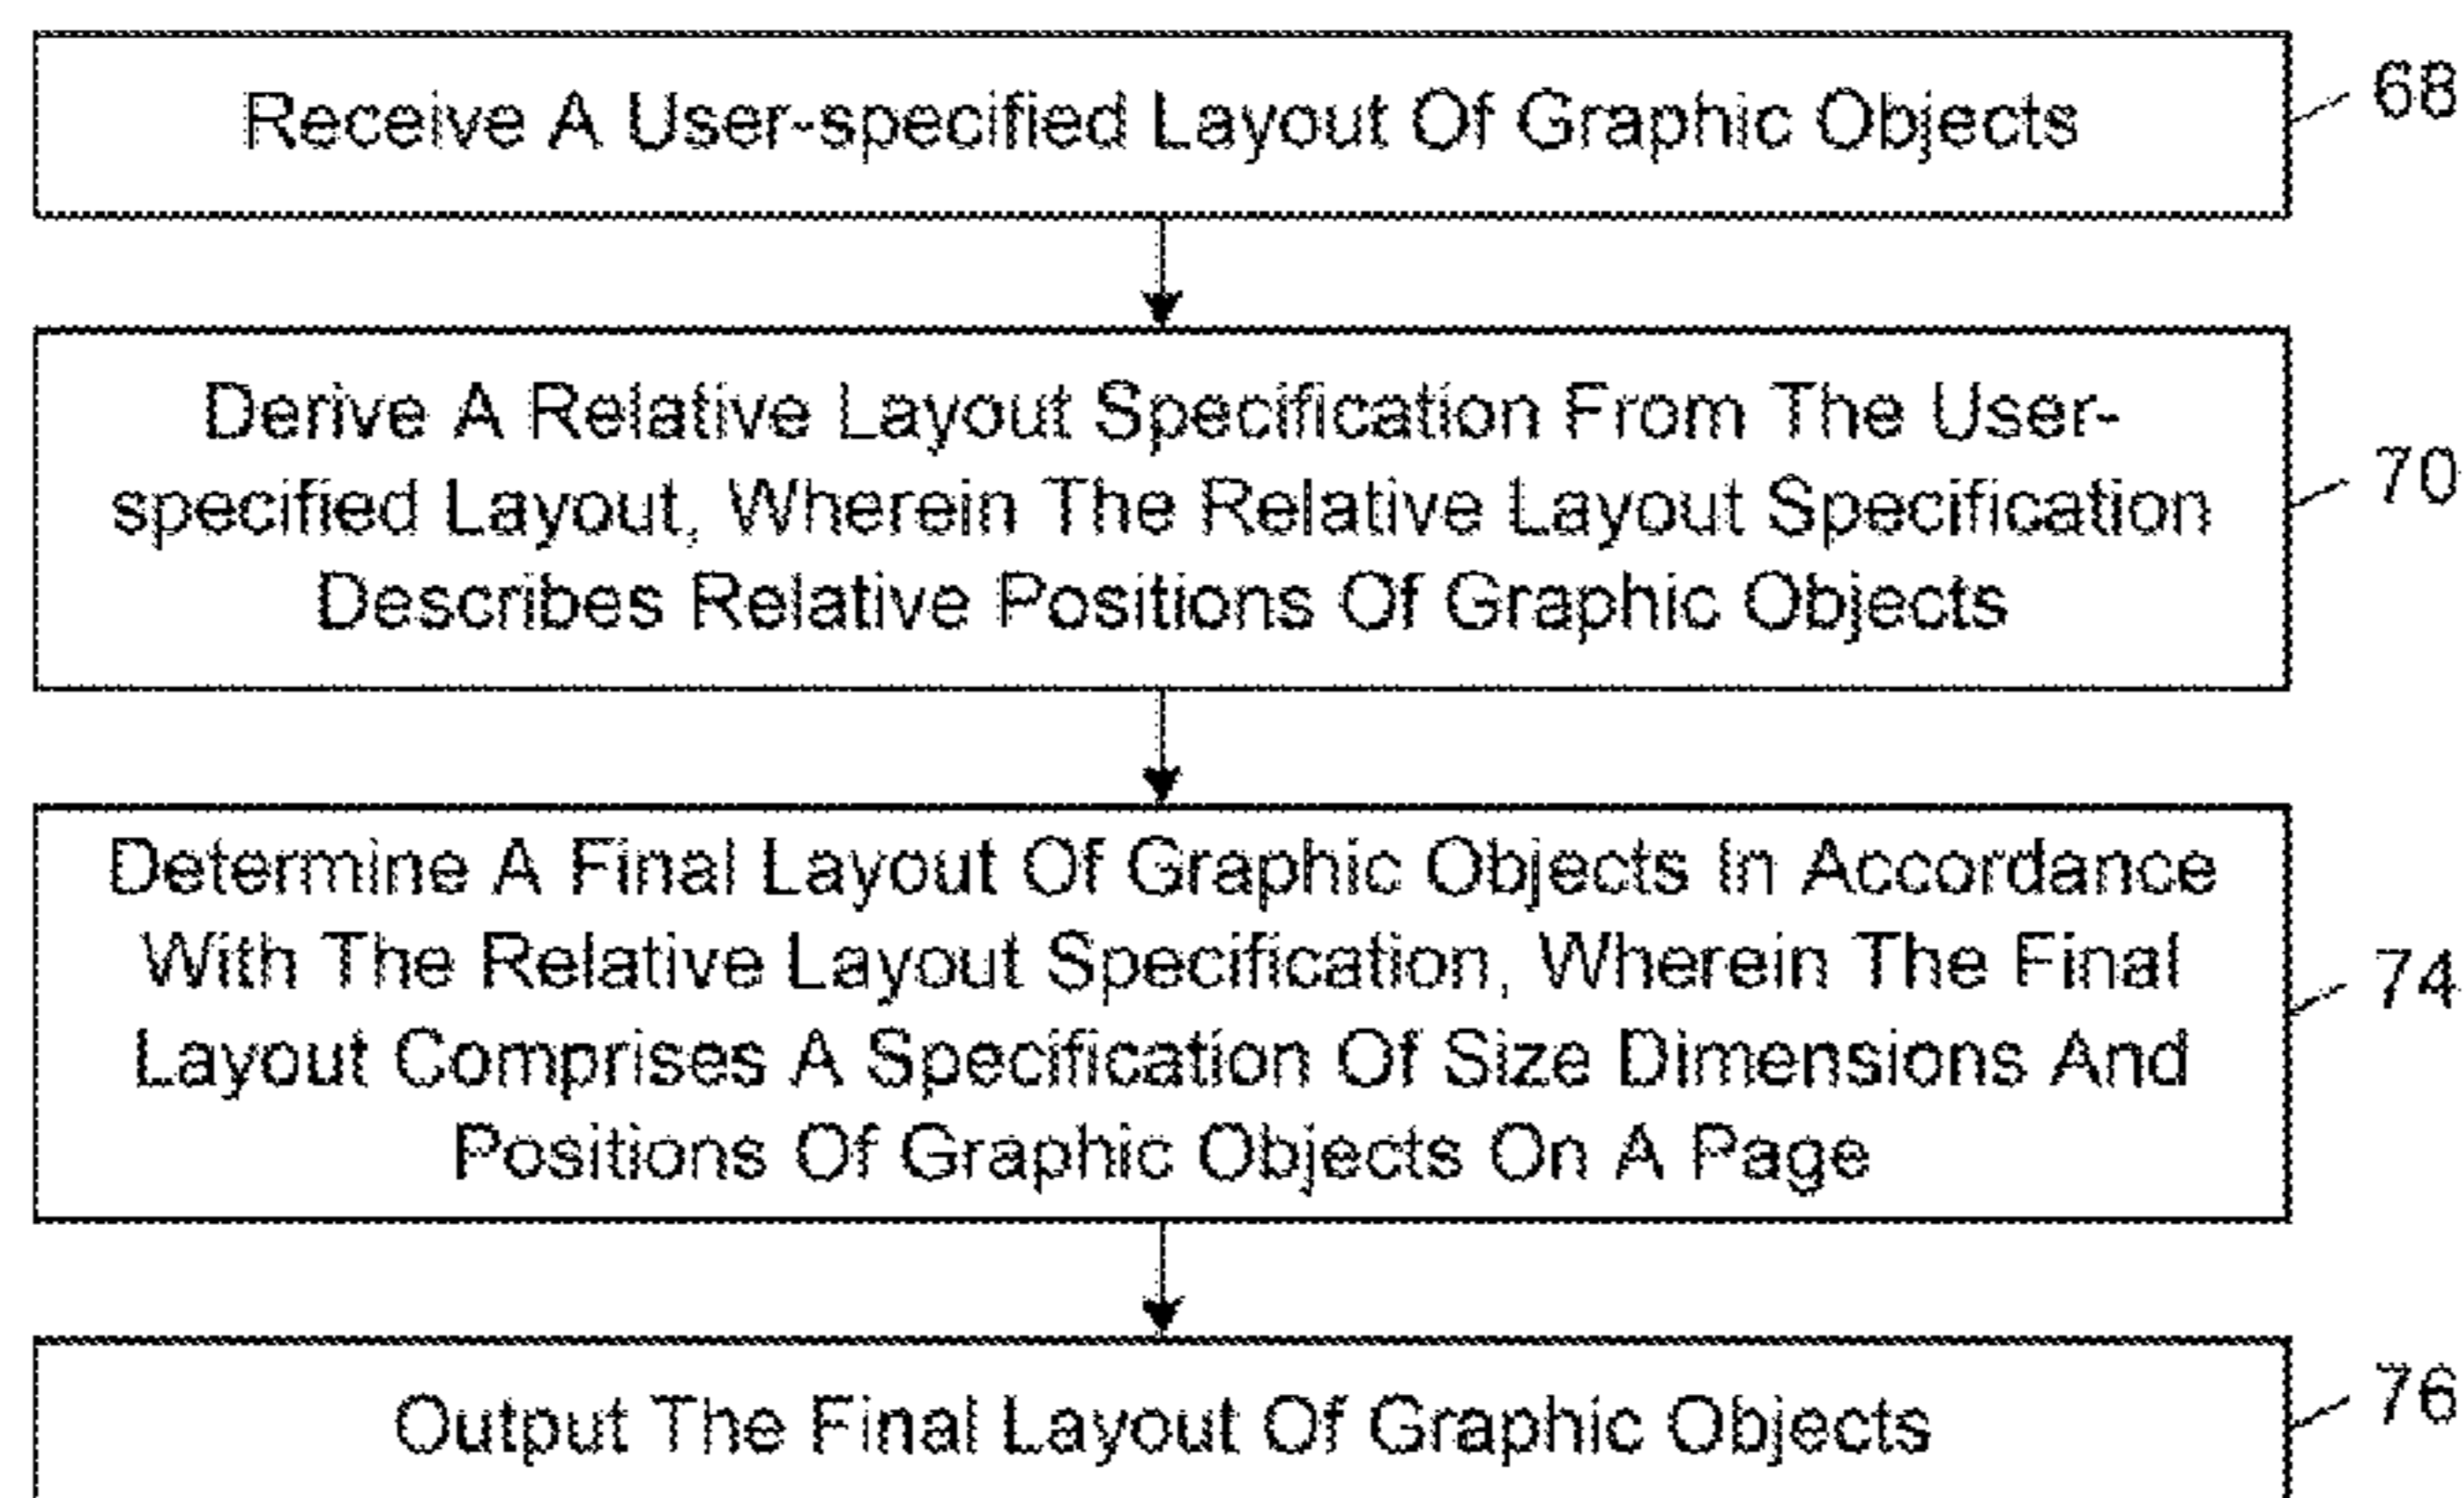 Receive A User-specified Layout Of Graphic Objects
68
Derive A Relative Layout Specification From The User-
specified Layout, Wherein The Relative Layout Specification
Describes Relative Positions Of Graphic Objects
70
Determine A Final Layout Of Graphic Objects In Accordance
With The Relative Layout Specification, Wherein The Final
Layout Comprises A Specification Of Size Dimensions And
Positions Of Graphic Objects On A Page
74
Output The Final Layout Of Graphic Objects
76